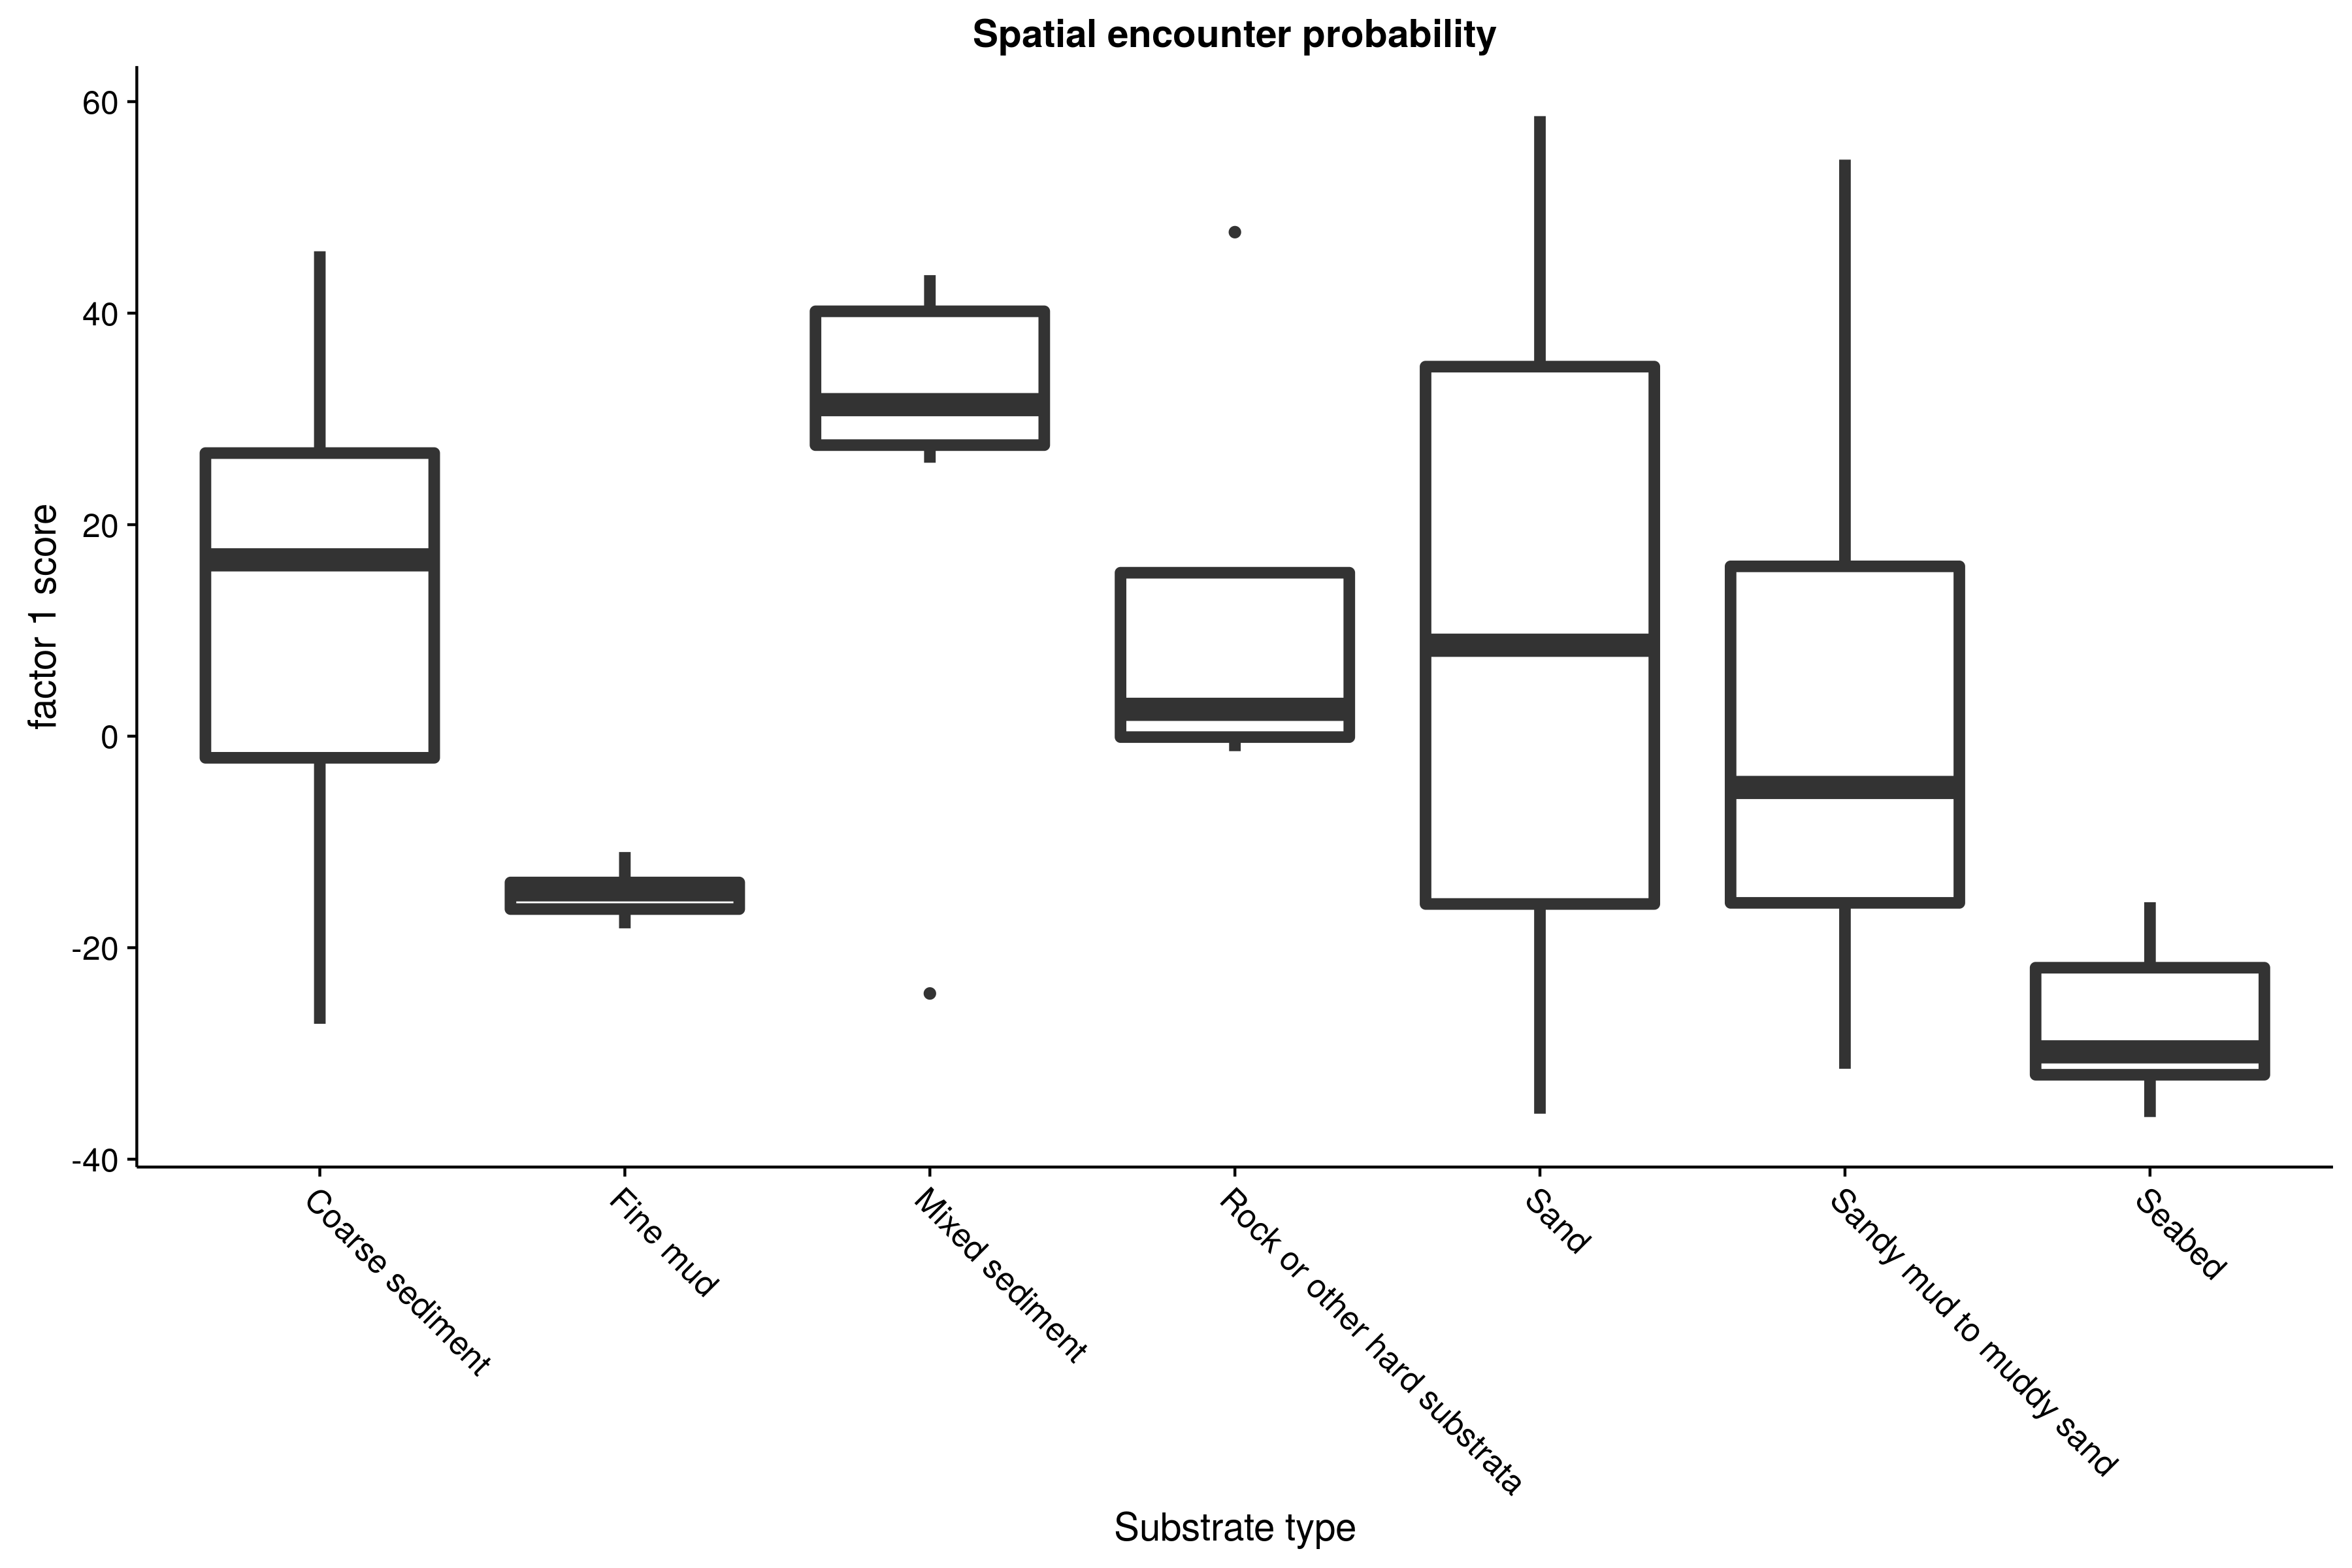 Spatial encounter probability
60
40
20
0
-20
-40
factor 1 score
Coarse sediment
Fine mud
Mixed sediment
Rock or other hard substrata
Sand
Sandy mud to muddy sand
Seabed
Substrate type